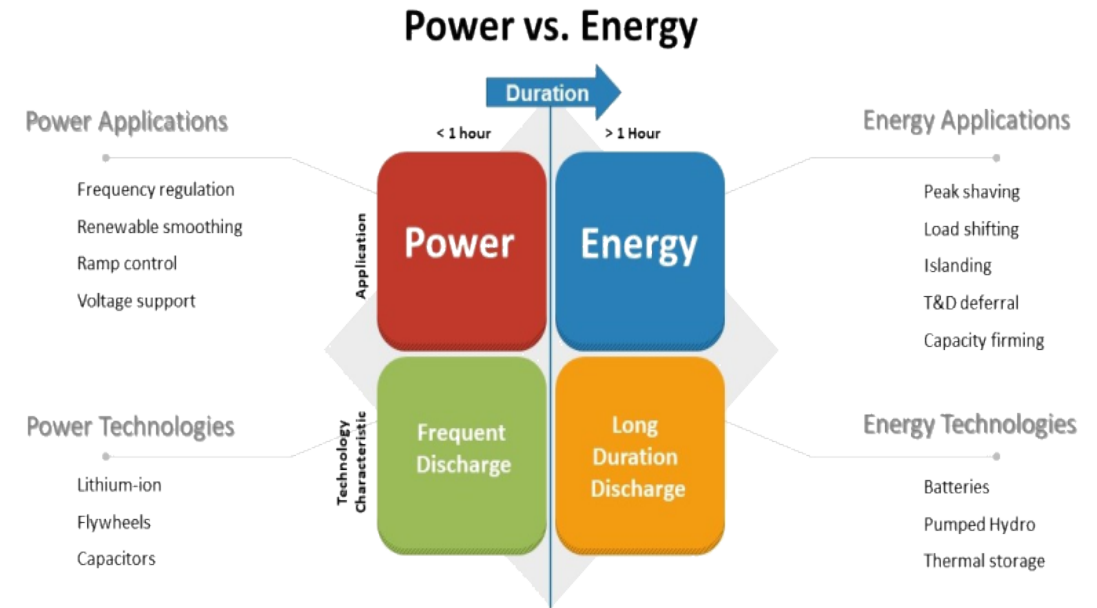 Power vs. Energy
Duration
< 1 hour
> 1 Hour
Power Applications
Frequency regulation
Renewable smoothing
Ramp control
Voltage support
Application
Power
Energy
Energy Applications
Peak shaving
Load shifting
Islanding
T&D deferral
Capacity firming
Power Technologies
Lithium-ion
Flywheels
Capacitors
Technology
Characteristic
Frequent
Discharge
Long
Duration
Discharge
Energy Technologies
Batteries
Pumped Hydro
Thermal storage